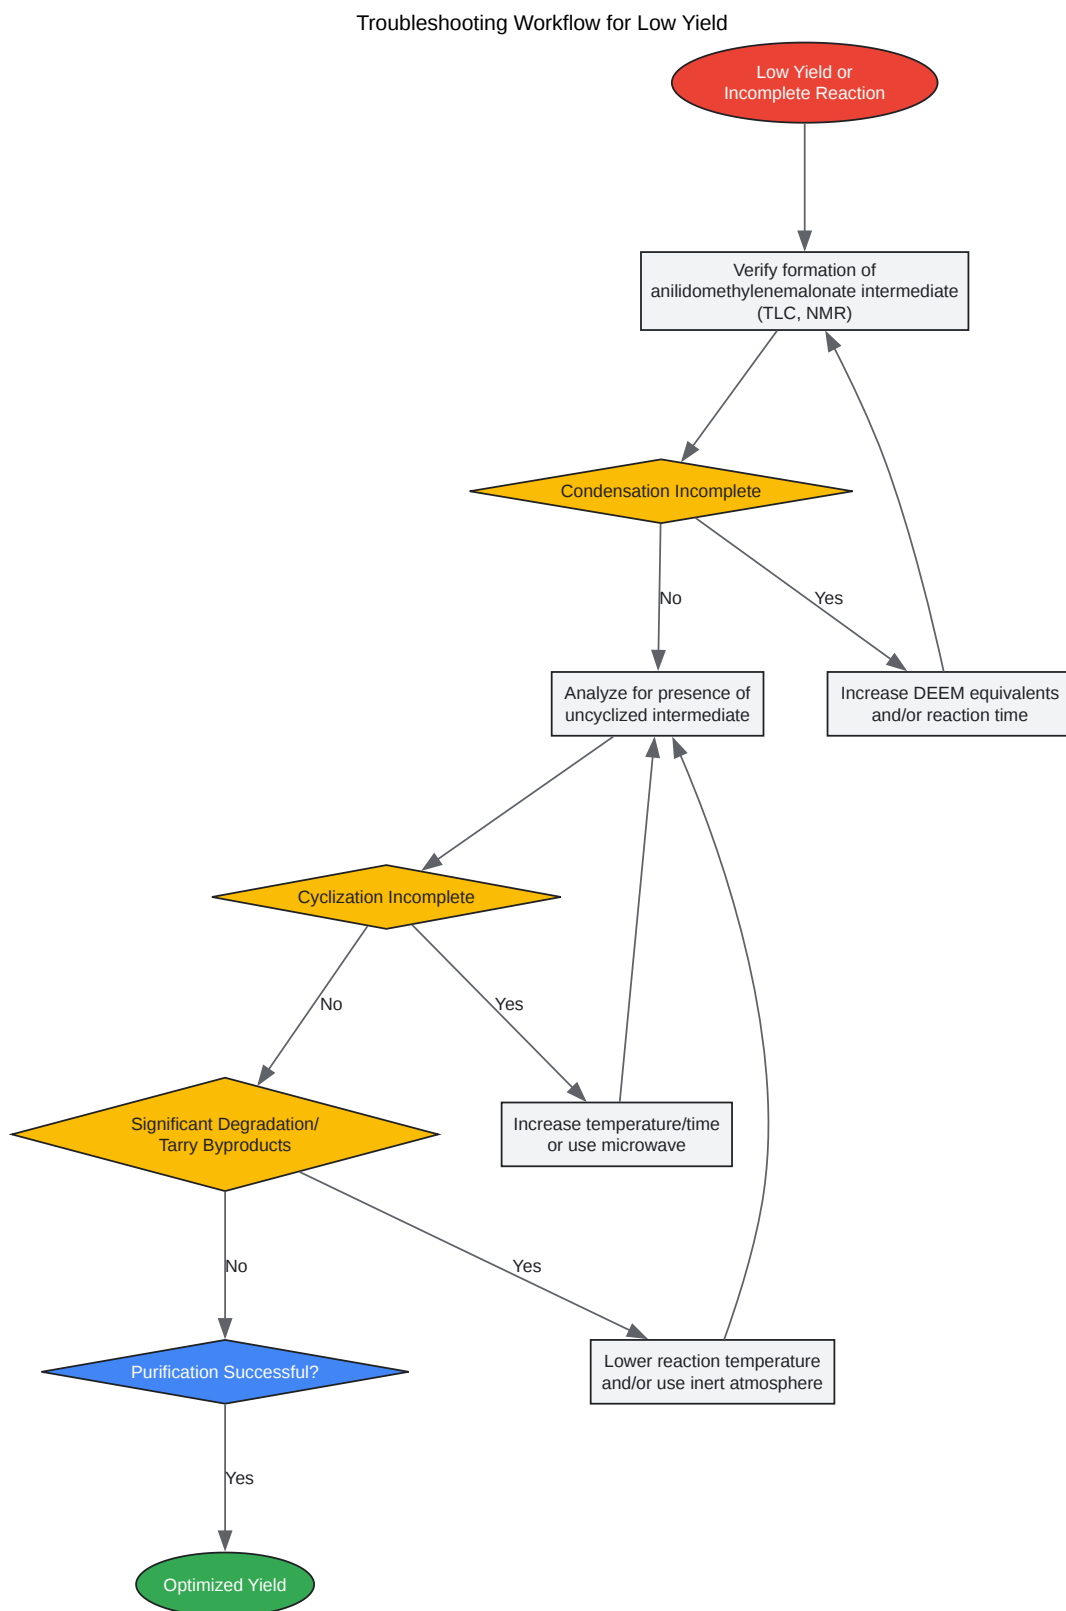 Troubleshooting Workflow for Low Yield
Low Yield or
Incomplete Reaction
Verify formation of
anilidomethylenemalonate intermediate
(TLC, NMR)
Condensation Incomplete
No
Yes
Analyze for presence of
uncyclized intermediate
Increase DEEM equivalents
and/or reaction time
Cyclization Incomplete
No
Yes
Significant Degradation/
Tarry Byproducts
Increase temperature/time
or use microwave
No
Yes
Purification Successful?
Lower reaction temperature
and/or use inert atmosphere
Yes
Optimized Yield